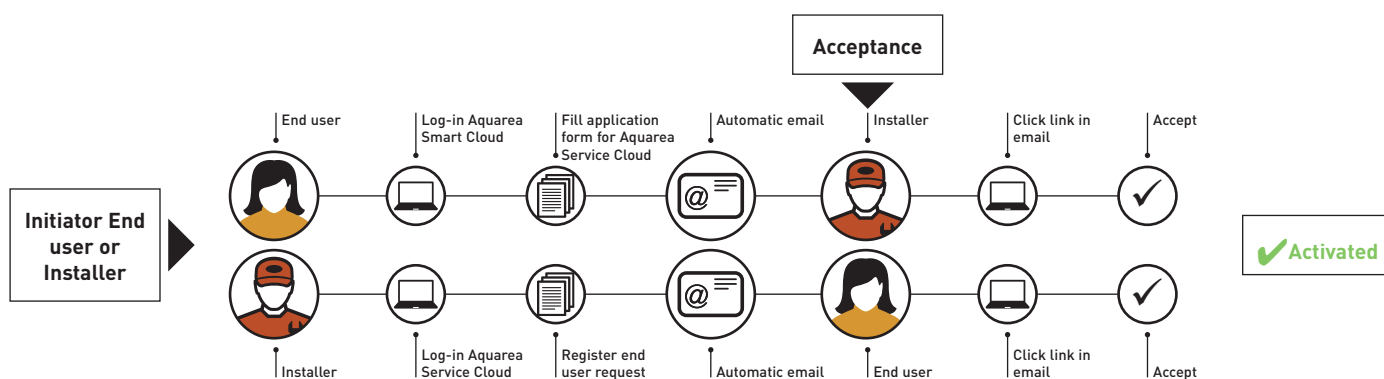 Acceptance
End user
Log-in Aquarea
Smart Cloud
Fill application
form for Aquarea
Service Cloud
Automatic email
Installer
Click link in
email
Accept
Initiator End
user or
Installer
@
@
Activated
Installer
Log-in Aquarea
Service Cloud
Register end
user request
Automatic email
End user
Click link in
email
Accept